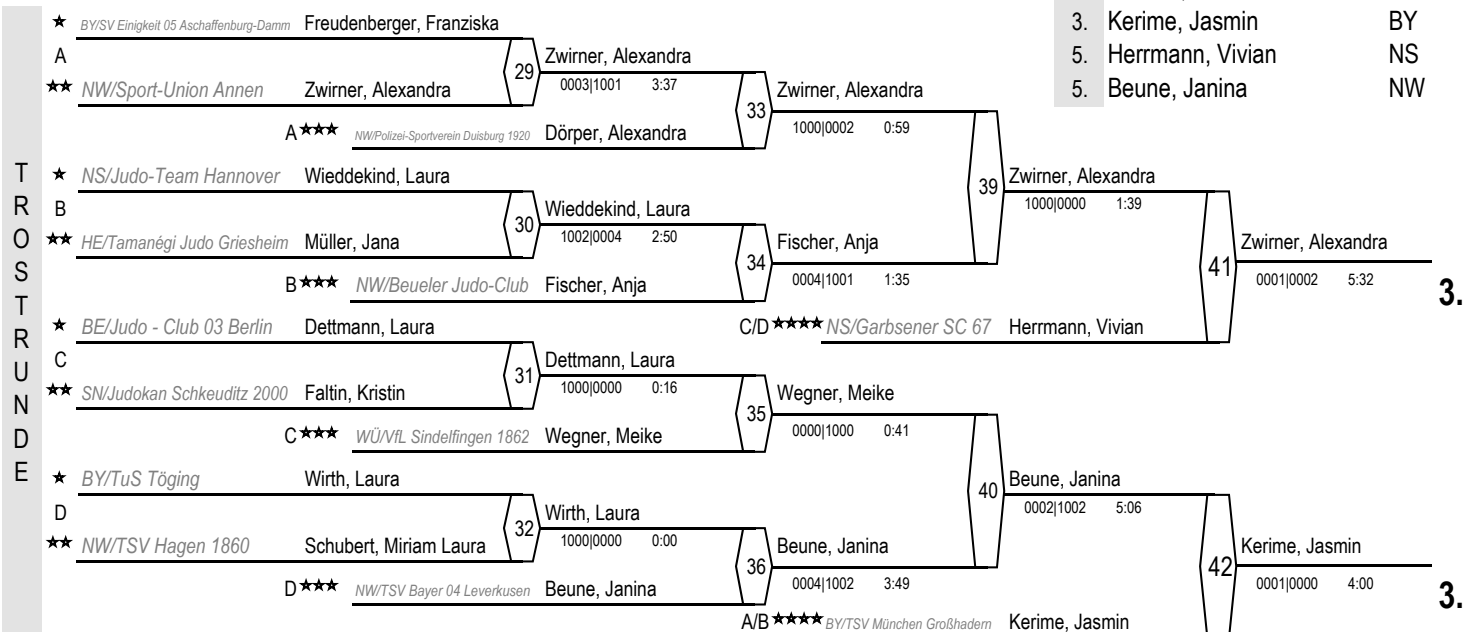 ★ BY/SV Einigkeit 05 Aschaffenburg-Damm Freudenberger, Franziska
3. Kerime, Jasmin BY
A
29 Zwirner, Alexandra
5. Herrmann, Vivian NS
0003|1001 3:37
★★ NW/Sport-Union Annen Zwirner, Alexandra
33 Zwirner, Alexandra
5. Beune, Janina NW
1000|0002 0:59
A★★★ NW/Polizei-Sportverein Duisburg 1920 Dörper, Alexandra
TROSTRUNDE
★ NS/Judo-Team Hannover Wieddekind, Laura
39 Zwirner, Alexandra
1000|0000 1:39
B
30 Wieddekind, Laura
1002|0004 2:50
★★ HE/Tamanégi Judo Griesheim Müller, Jana
34 Fischer, Anja
0004|1001 1:35
41 Zwirner, Alexandra
0001|0002 5:32
B★★★ NW/Beueler Judo-Club Fischer, Anja
3.
★ BE/Judo - Club 03 Berlin Dettmann, Laura
C/D★★★★ NS/Garbsener SC 67 Herrmann, Vivian
C
31 Dettmann, Laura
1000|0000 0:16
★★ SN/Judokan Schkeuditz 2000 Faltin, Kristin
35 Wegner, Meike
0000|1000 0:41
C★★★ WÜ/VfL Sindelfingen 1862 Wegner, Meike
★ BY/TuS Töging Wirth, Laura
40 Beune, Janina
0002|1002 5:06
D
32 Wirth, Laura
1000|0000 0:00
★★ NW/TSV Hagen 1860 Schubert, Miriam Laura
36 Beune, Janina
0004|1002 3:49
42 Kerime, Jasmin
0001|0000 4:00
D★★★ NW/TSV Bayer 04 Leverkusen Beune, Janina
3.
A/B★★★★ BY/TSV München Großhadern Kerime, Jasmin